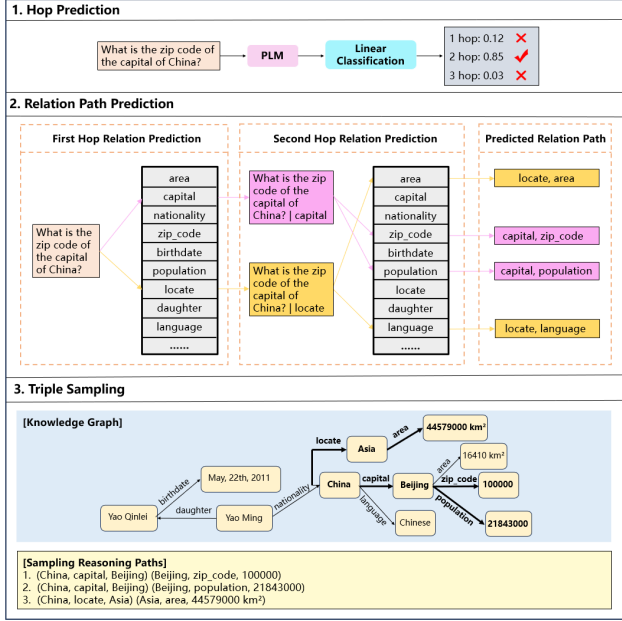 1. Hop Prediction
What is the zip code of
the capital of China?
PLM
Linear
Classification
1 hop: 0.12
2 hop: 0.85
3 hop: 0.03
2. Relation Path Prediction
First Hop Relation Prediction
What is the
zip code of
the capital
of China?
area
capital
nationality
zip_code
birthdate
population
locate
daughter
language
......
Second Hop Relation Prediction
What is the zip
code of the
capital of
China? | capital
What is the zip
code of the
capital of
China? | locate
area
capital
nationality
zip_code
birthdate
population
locate
daughter
language
......
Predicted Relation Path
locate, area
capital, zip_code
capital, population
locate, language
3. Triple Sampling
[Knowledge Graph]
locate
Asia
area
44579000 km²
May, 22th, 2011
birthdate
Yao Qinlei
daughter
Yao Ming
nationality
China
capital
Beijing
area
16410 km²
zip_code
100000
population
21843000
language
Chinese
[Sampling Reasoning Paths]
1. (China, capital, Beijing) (Beijing, zip_code, 100000)
2. (China, capital, Beijing) (Beijing, population, 21843000)
3. (China, locate, Asia) (Asia, area, 44579000 km²)